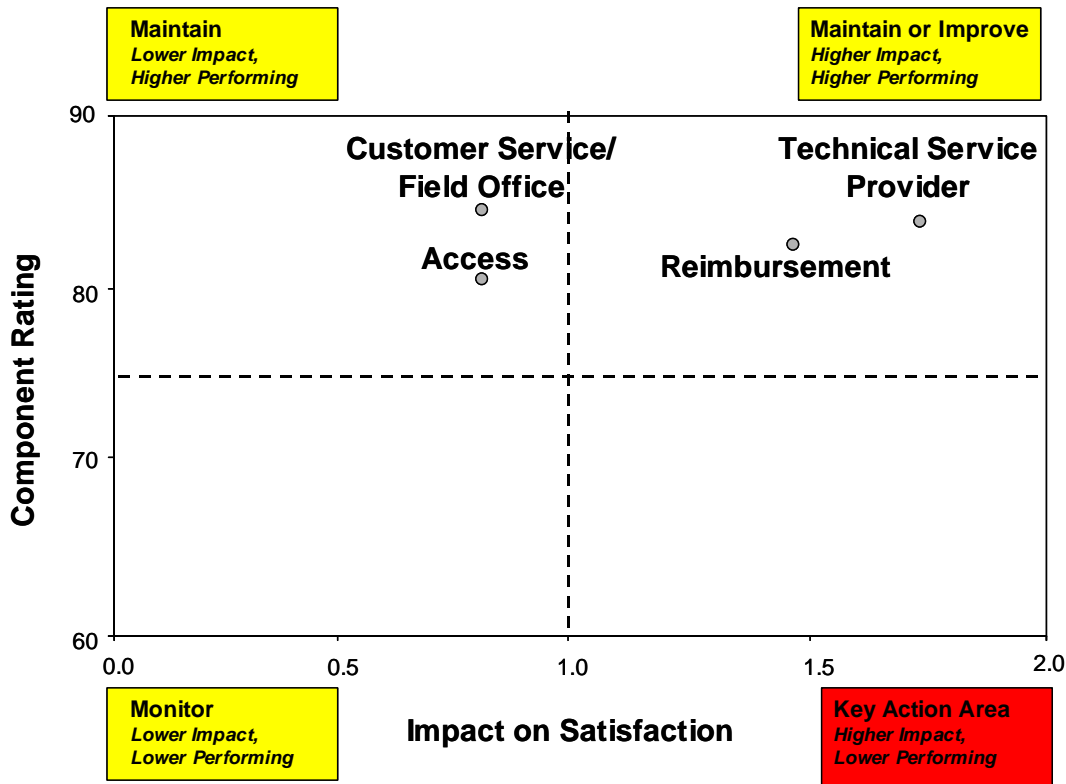 Maintain
Lower Impact,
Higher Performing
Maintain or Improve
Higher Impact,
Higher Performing
90
Customer Service/
Field Office
Technical Service
Provider
Access
Reimbursement
80
Component Rating
70
60
0.0
0.5
1.0
1.5
2.0
Monitor
Lower Impact,
Lower Performing
Impact on Satisfaction
Key Action Area
Higher Impact,
Lower Performing